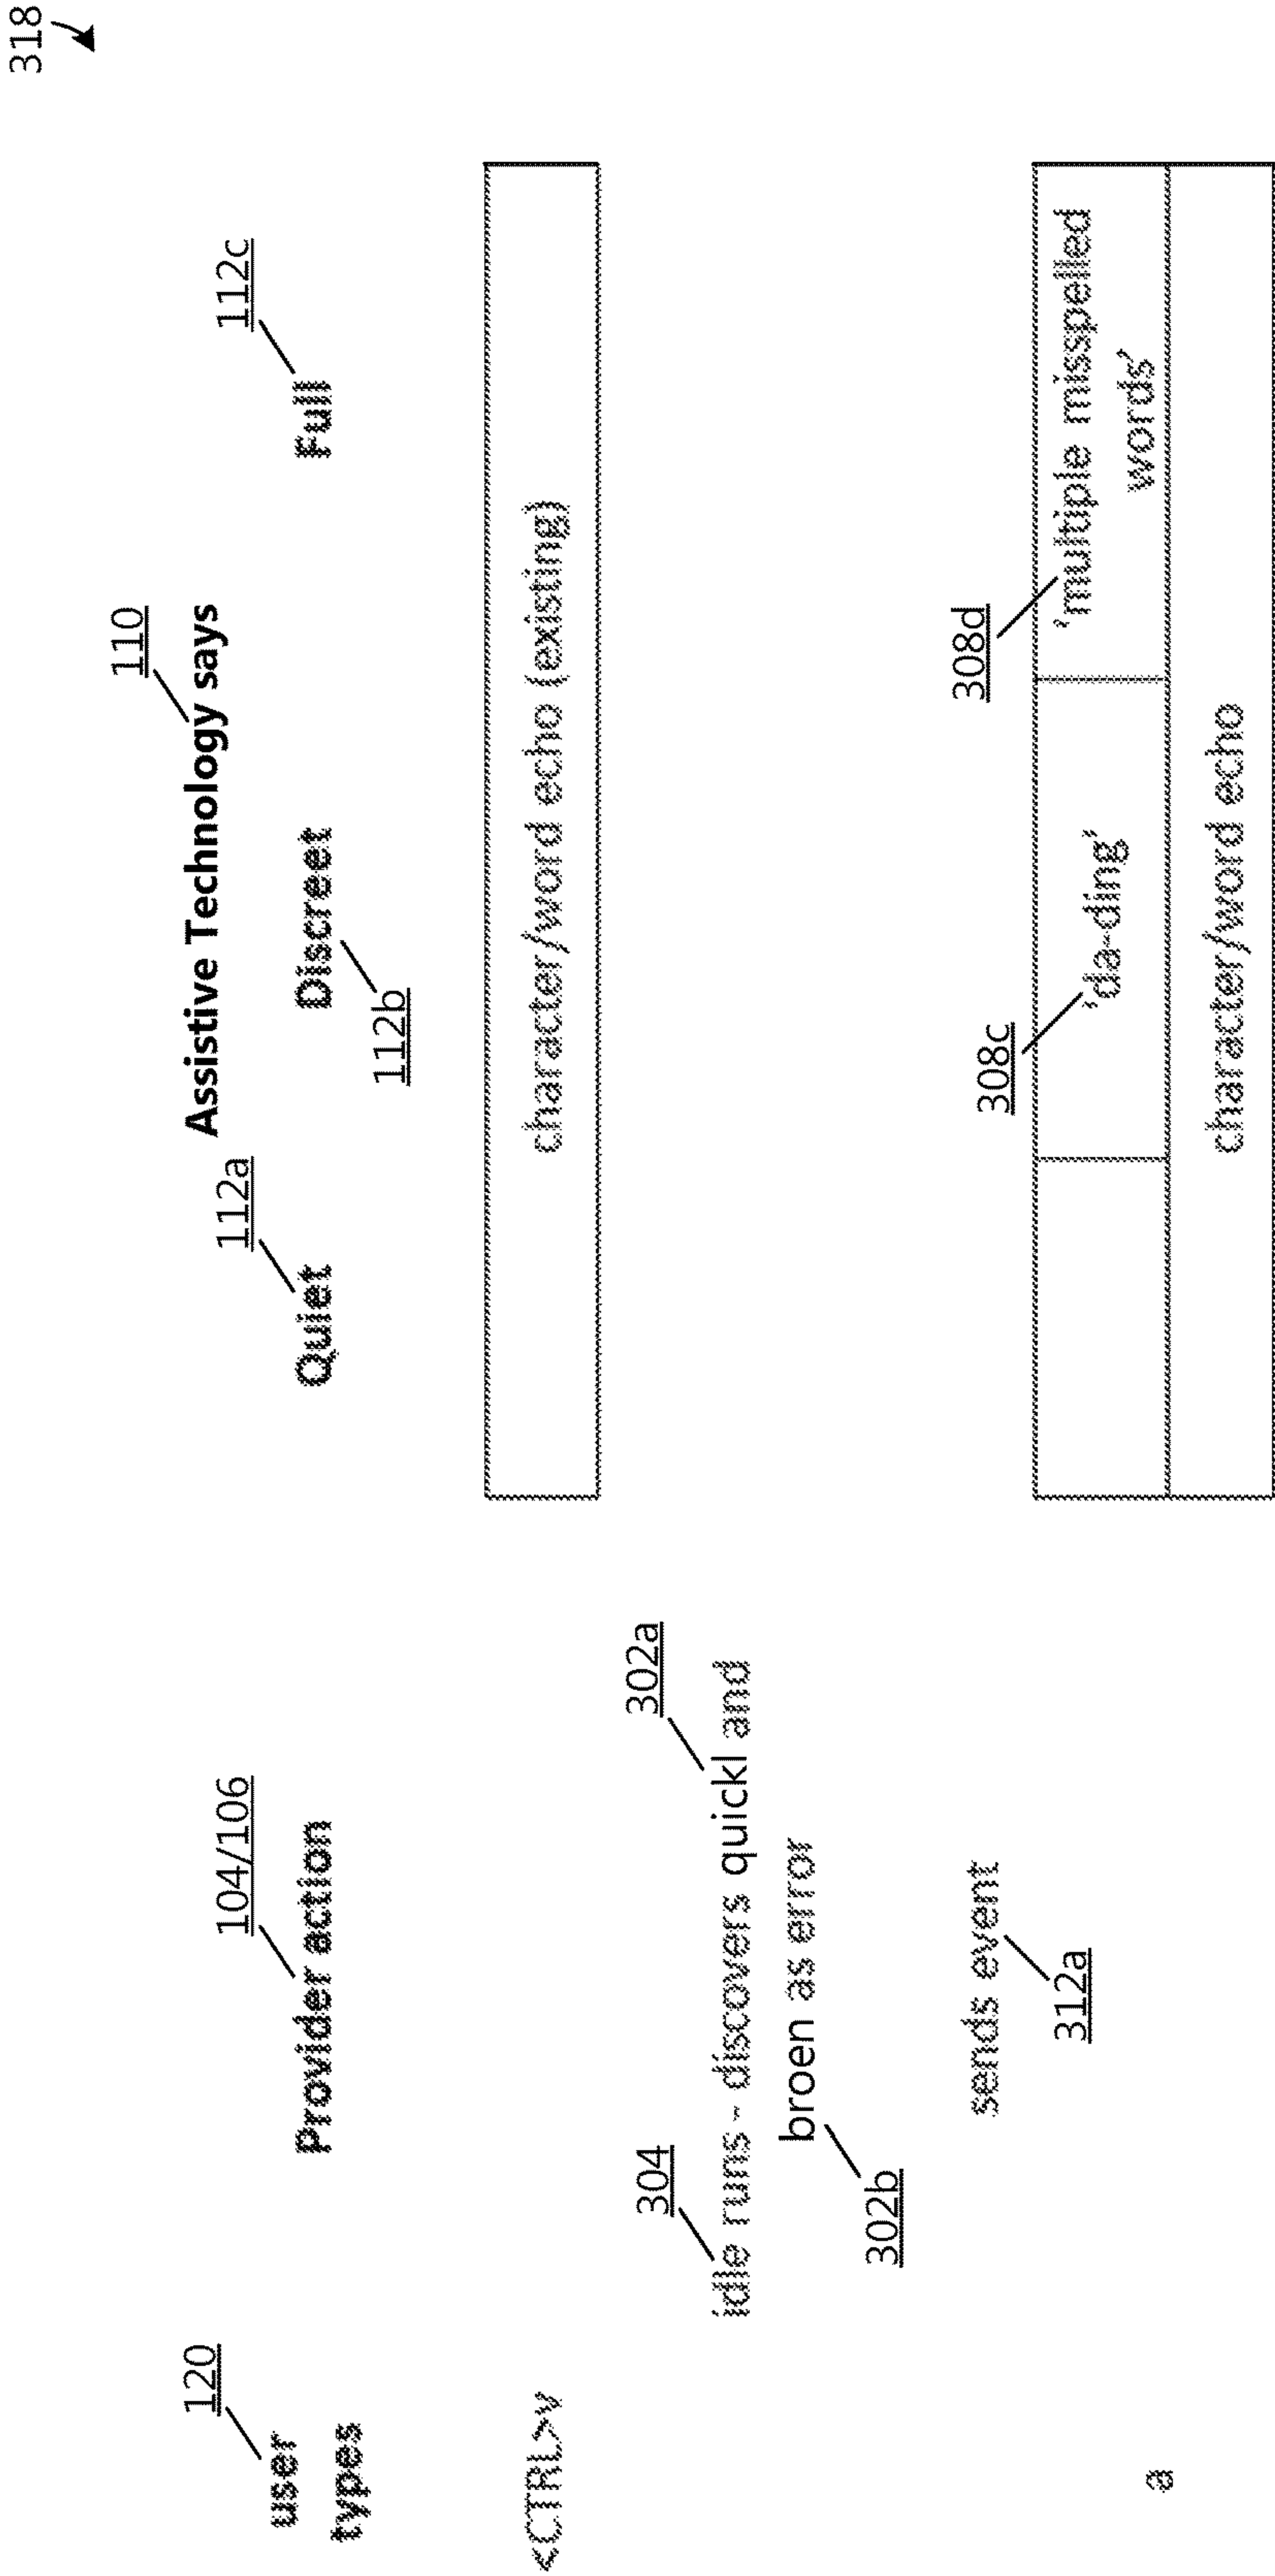 318
110
Assistive Technology says
120
104/106
112a
112c
user
types
Provider action
Quiet
Discreet
Full
112b
<CTRL>v
character/word echo (existing)
304
302a
idle runs - discovers quickl and
broen as error
302b
sends event
312a
308c
308d
'da-ding'
'multiple misspelled
words'
a
character/word echo